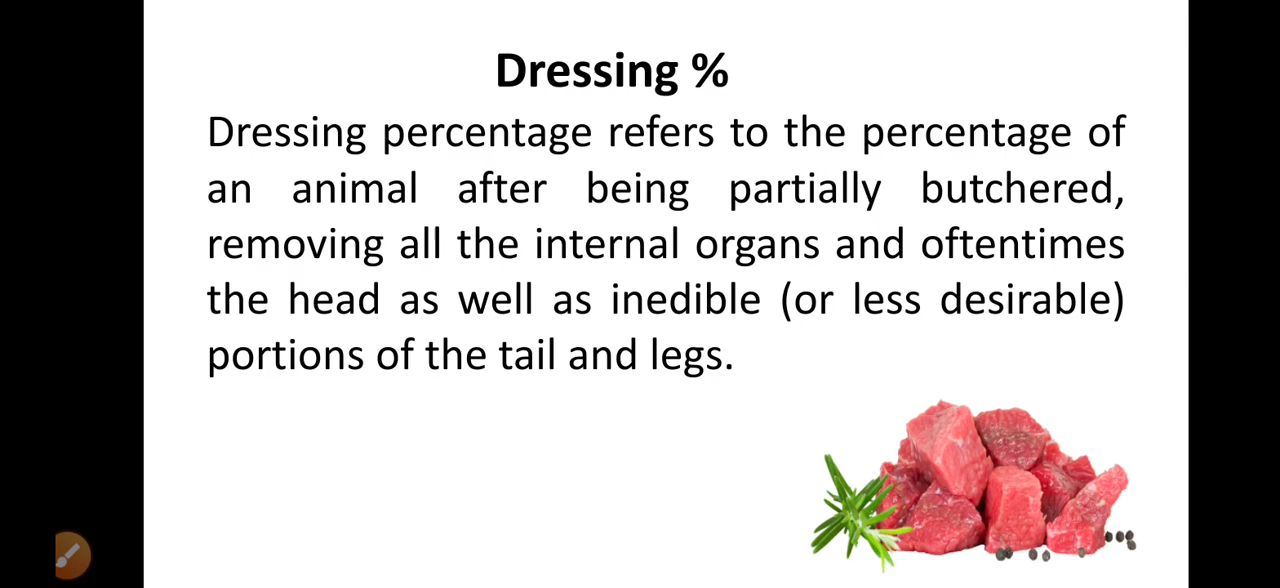 Dressing %
Dressing percentage refers to the percentage of
an animal after being partially butchered,
removing all the internal organs and oftentimes
the head as well as inedible (or less desirable)
portions of the tail and legs.